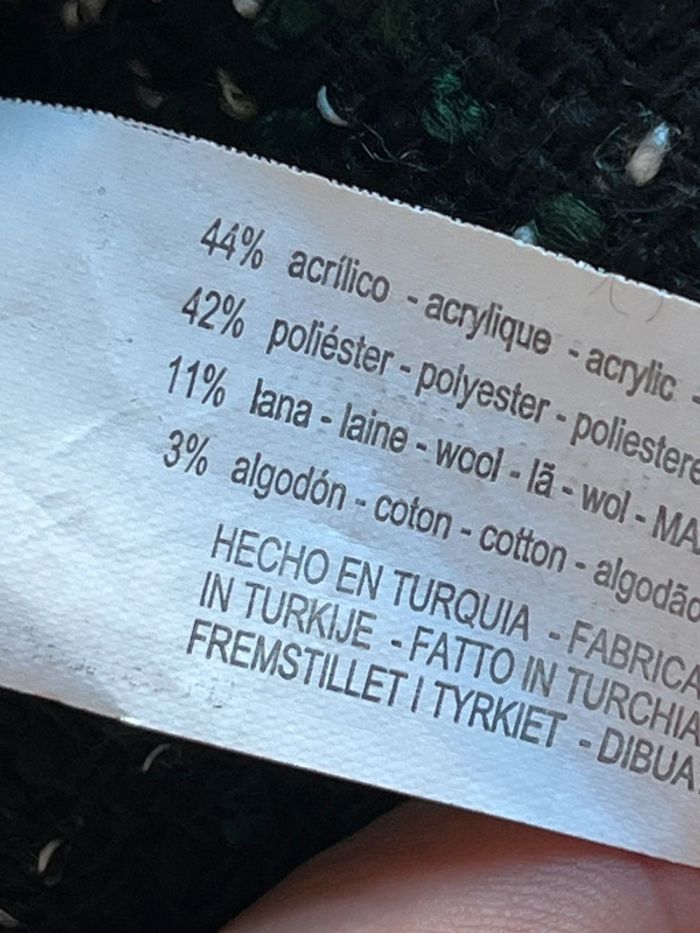 44% acrílico - acrylique - acrylic -
42% poliéster - polyester - poliestere
11% lana - laine - wool - lã - wol - MA
3% algodón - coton - cotton - algodão
HECHO EN TURQUIA - FABRICA
IN TURKIJE - FATTO IN TURCHIA
FREMSTILLET I TYRKIET - DIBUA